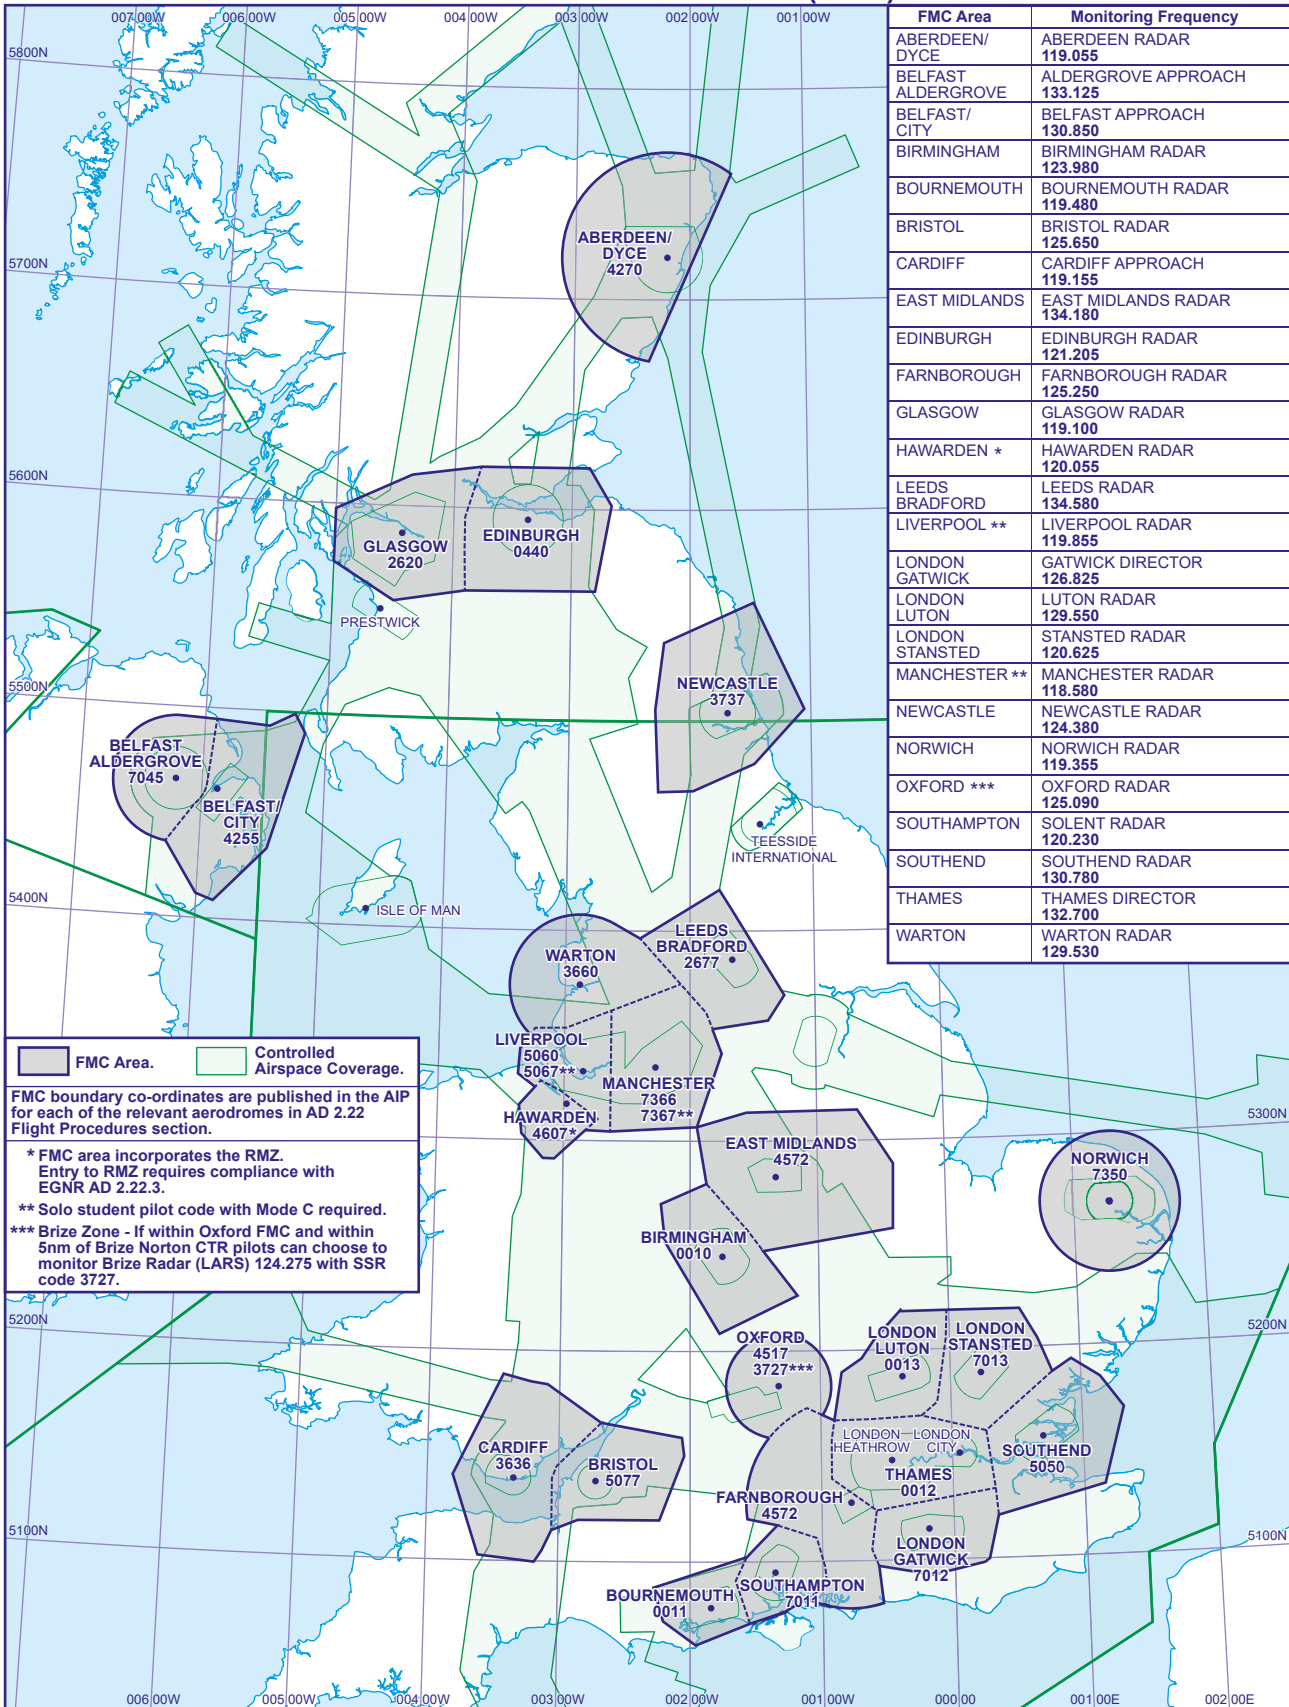 007 00W
006 00W
005 00W
004 00W
003 00W
002 00W
001 00W
FMC Area Monitoring Frequency
ABERDEEN/ ABERDEEN RADAR
DYCE 119.055
BELFAST ALDERGROVE APPROACH
ALDERGROVE 133.125
BELFAST/ BELFAST APPROACH
CITY 130.850
BIRMINGHAM BIRMINGHAM RADAR
123.980
BOURNEMOUTH BOURNEMOUTH RADAR
119.480
BRISTOL BRISTOL RADAR
125.650
CARDIFF CARDIFF APPROACH
119.155
EAST MIDLANDS EAST MIDLANDS RADAR
134.180
EDINBURGH EDINBURGH RADAR
121.205
FARNBOROUGH FARNBOROUGH RADAR
125.250
GLASGOW GLASGOW RADAR
119.100
HAWARDEN * HAWARDEN RADAR
120.055
LEEDS LEEDS RADAR
BRADFORD 134.580
LIVERPOOL ** LIVERPOOL RADAR
119.855
LONDON GATWICK DIRECTOR
GATWICK 126.825
LONDON LUTON RADAR
LUTON 129.550
LONDON STANSTED RADAR
STANSTED 120.625
MANCHESTER ** MANCHESTER RADAR
118.580
NEWCASTLE NEWCASTLE RADAR
124.380
NORWICH NORWICH RADAR
119.355
OXFORD *** OXFORD RADAR
125.090
SOUTHAMPTON SOLENT RADAR
120.230
SOUTHEND SOUTHEND RADAR
130.780
THAMES THAMES DIRECTOR
132.700
WARTON WARTON RADAR
129.530
5800N
5700N
5600N
5500N
5400N
ABERDEEN/
DYCE
4270
GLASGOW
2620
EDINBURGH
0440
PRESTWICK
NEWCASTLE
3737
BELFAST
ALDERGROVE
7045
BELFAST/
CITY
4255
TEESSIDE
INTERNATIONAL
ISLE OF MAN
LEEDS
BRADFORD
2677
WARTON
3660
LIVERPOOL
5060
5067**
MANCHESTER
7366
7367**
HAWARDEN
4607*
FMC Area.
Controlled
Airspace Coverage.
FMC boundary co-ordinates are published in the AIP
for each of the relevant aerodromes in AD 2.22
Flight Procedures section.
* FMC area incorporates the RMZ.
Entry to RMZ requires compliance with
EGNR AD 2.22.3.
** Solo student pilot code with Mode C required.
*** Brize Zone - If within Oxford FMC and within
5nm of Brize Norton CTR pilots can choose to
monitor Brize Radar (LARS) 124.275 with SSR
code 3727.
5300N
EAST MIDLANDS
4572
NORWICH
7350
BIRMINGHAM
0010
5200N
5200N
OXFORD
4517
3727***
LONDON
LUTON
0013
LONDON
STANSTED
7013
CARDIFF
3636
BRISTOL
5077
LONDON
HEATHROW
LONDON
CITY
THAMES
0012
SOUTHEND
5050
FARNBOROUGH
4572
5100N
5100N
LONDON
GATWICK
7012
BOURNEMOUTH
0011
SOUTHAMPTON
7011
006 00W
005 00W
004 00W
003 00W
002 00W
001 00W
000 00
001 00E
002 00E